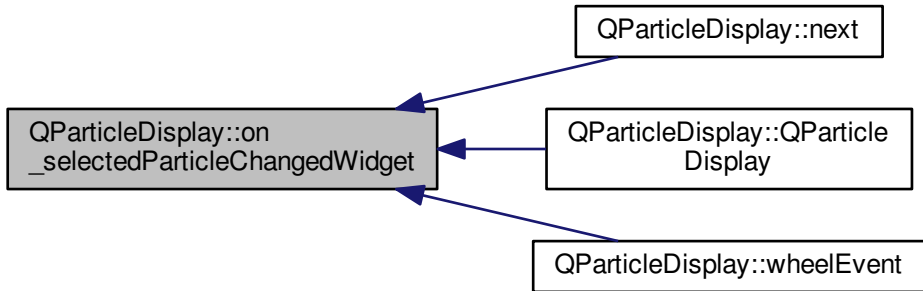 QParticleDisplay::next
QParticleDisplay::on
_selectedParticleChangedWidget
QParticleDisplay::QParticle
Display
QParticleDisplay::wheelEvent